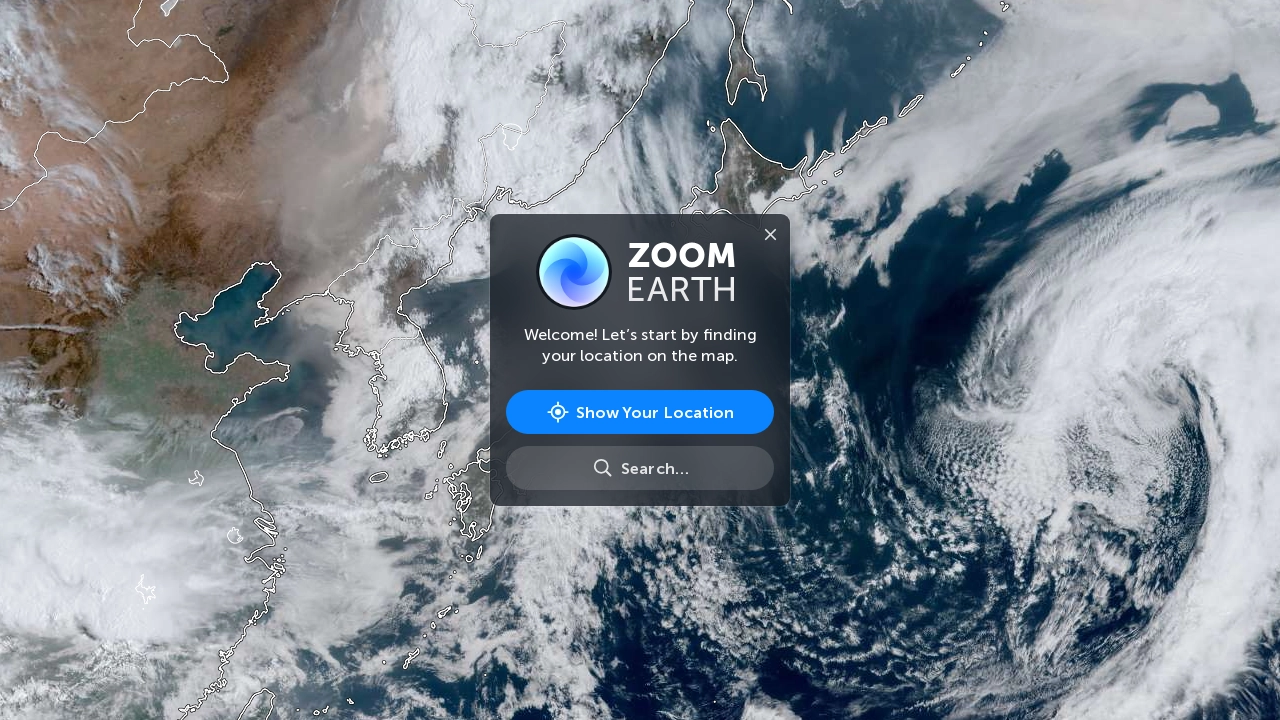 ZOOM
EARTH
Welcome! Let’s start by finding
your location on the map.
Show Your Location
Search...